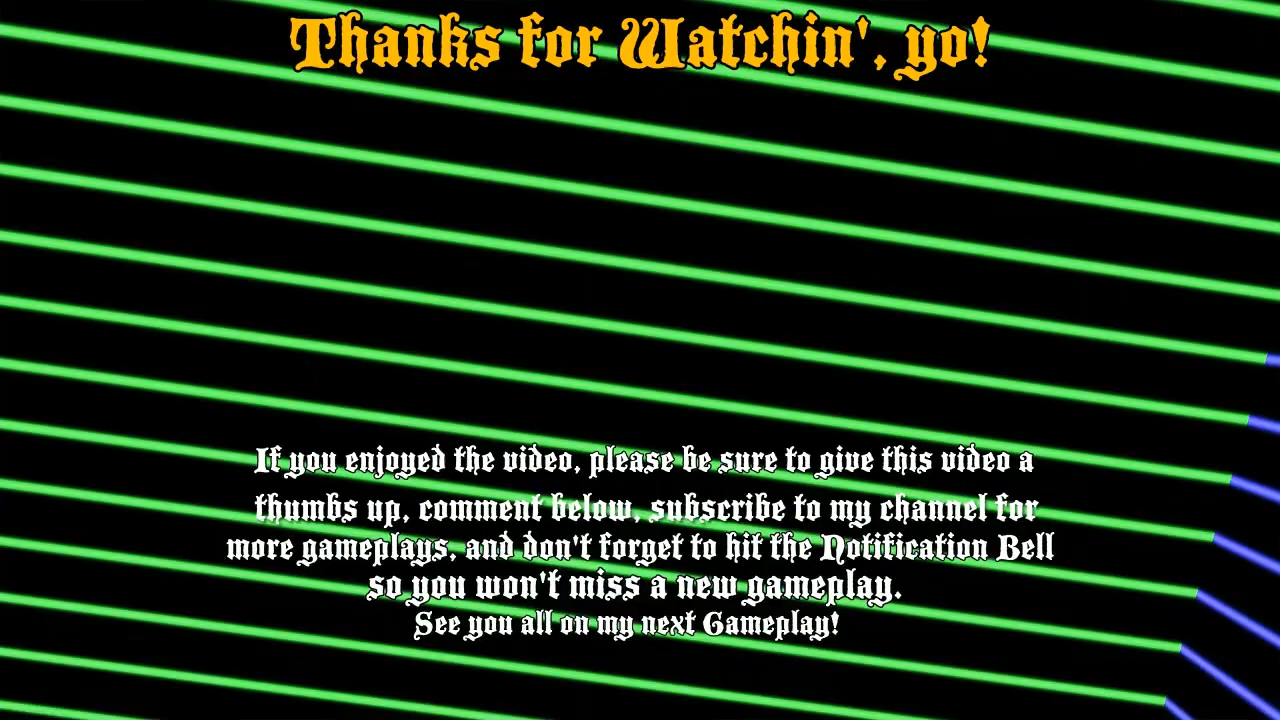 Thanks for Watchin', yo!
If you enjoyed the video, please be sure to give this video a
thumbs up, comment below, subscribe to my channel for
more gameplays, and don't forget to hit the Notification Bell
so you won't miss a new gameplay.
See you all on my next Gameplay!